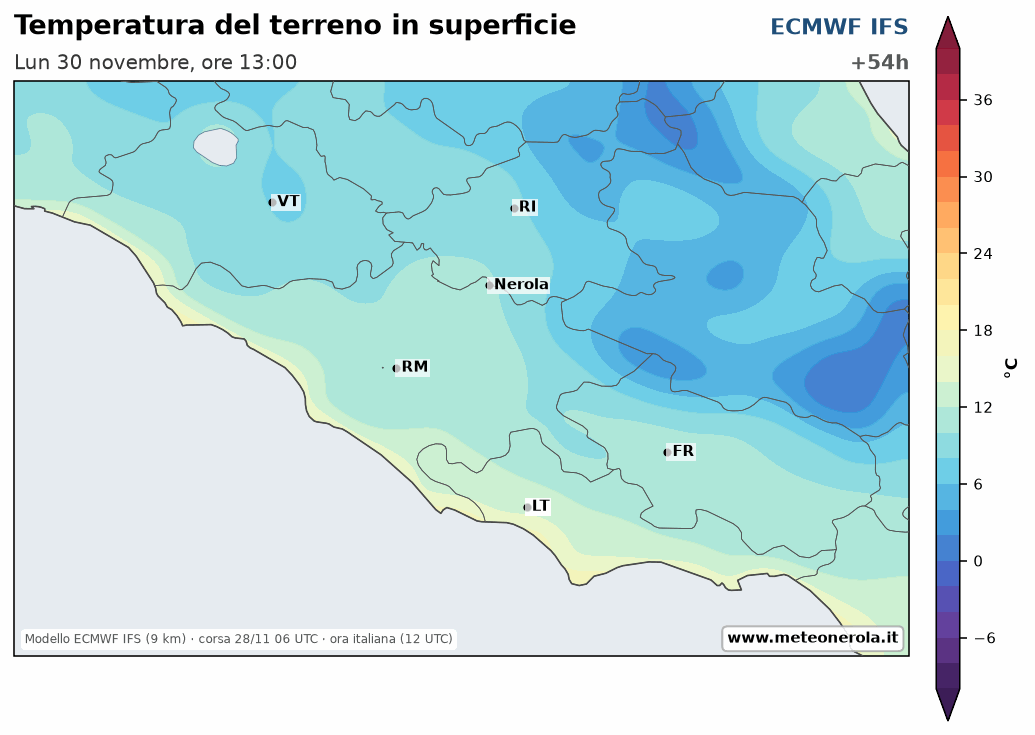 Temperatura del terreno in superficie
ECMWF IFS
Lun 30 novembre, ore 13:00
+54h
VT
RI
Nerola
RM
FR
LT
36
30
24
18
12
6
0
−6
°C
Modello ECMWF IFS (9 km) · corsa 28/11 06 UTC · ora italiana (12 UTC)
www.meteonerola.it